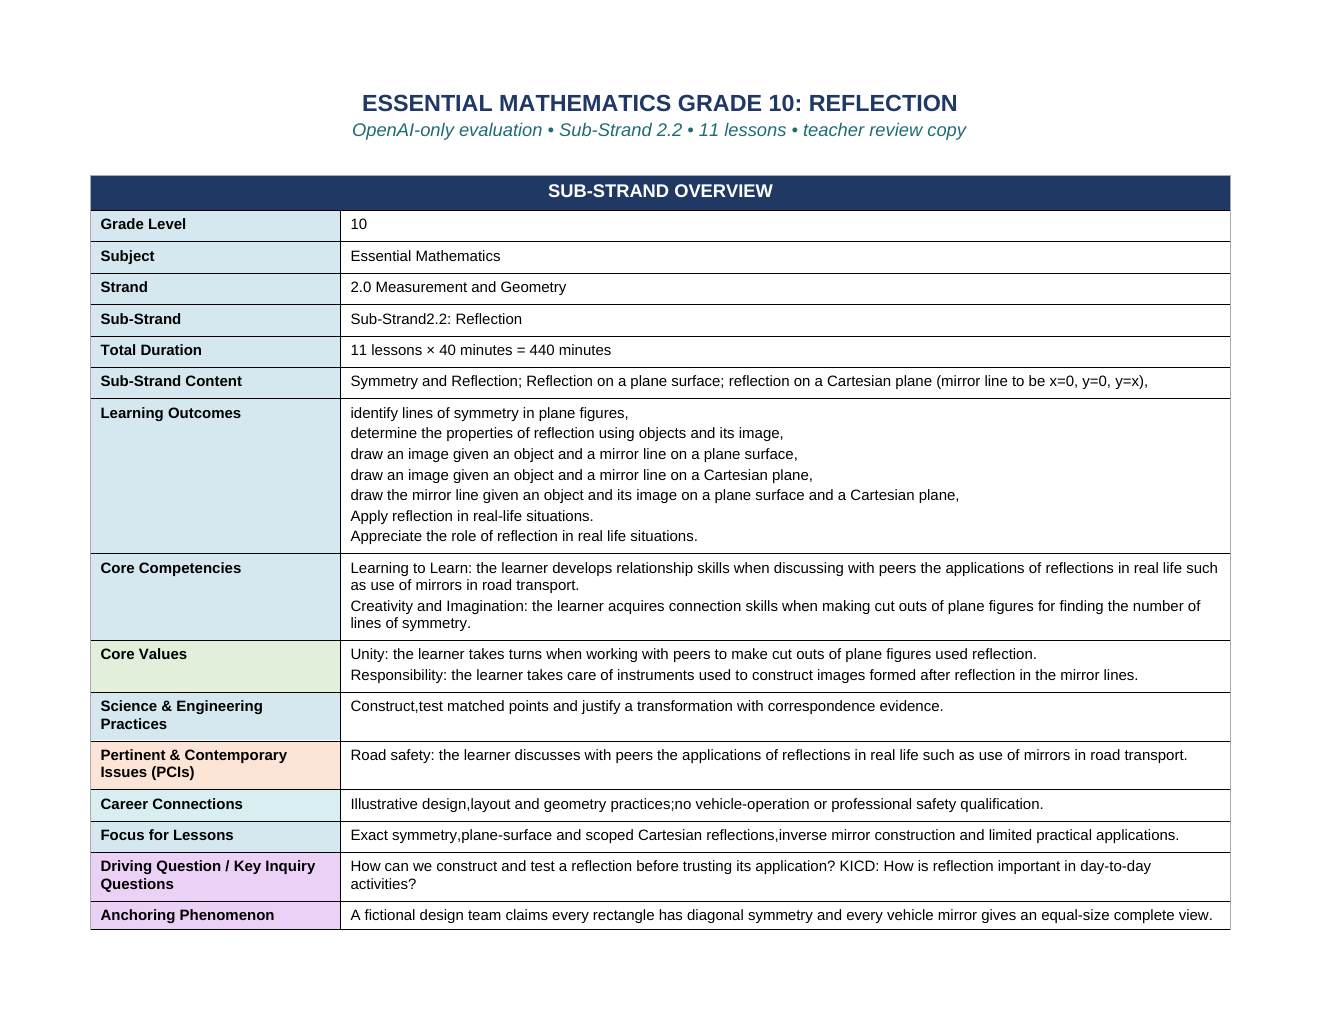 ESSENTIAL MATHEMATICS GRADE 10: REFLECTION
OpenAI-only evaluation • Sub-Strand 2.2 • 11 lessons • teacher review copy
SUB-STRAND OVERVIEW
Grade Level
10
Subject
Essential Mathematics
Strand
2.0 Measurement and Geometry
Sub-Strand
Sub-Strand2.2: Reflection
Total Duration
11 lessons × 40 minutes = 440 minutes
Sub-Strand Content
Symmetry and Reflection; Reflection on a plane surface; reflection on a Cartesian plane (mirror line to be x=0, y=0, y=x),
Learning Outcomes
identify lines of symmetry in plane figures,
determine the properties of reflection using objects and its image,
draw an image given an object and a mirror line on a plane surface,
draw an image given an object and a mirror line on a Cartesian plane,
draw the mirror line given an object and its image on a plane surface and a Cartesian plane,
Apply reflection in real-life situations.
Appreciate the role of reflection in real life situations.
Core Competencies
Learning to Learn: the learner develops relationship skills when discussing with peers the applications of reflections in real life such
as use of mirrors in road transport.
Creativity and Imagination: the learner acquires connection skills when making cut outs of plane figures for finding the number of
lines of symmetry.
Core Values
Unity: the learner takes turns when working with peers to make cut outs of plane figures used reflection.
Responsibility: the learner takes care of instruments used to construct images formed after reflection in the mirror lines.
Science & Engineering
Practices
Construct,test matched points and justify a transformation with correspondence evidence.
Pertinent & Contemporary
Issues (PCIs)
Road safety: the learner discusses with peers the applications of reflections in real life such as use of mirrors in road transport.
Career Connections
Illustrative design,layout and geometry practices;no vehicle-operation or professional safety qualification.
Focus for Lessons
Exact symmetry,plane-surface and scoped Cartesian reflections,inverse mirror construction and limited practical applications.
Driving Question / Key Inquiry
Questions
How can we construct and test a reflection before trusting its application? KICD: How is reflection important in day-to-day
activities?
Anchoring Phenomenon
A fictional design team claims every rectangle has diagonal symmetry and every vehicle mirror gives an equal-size complete view.